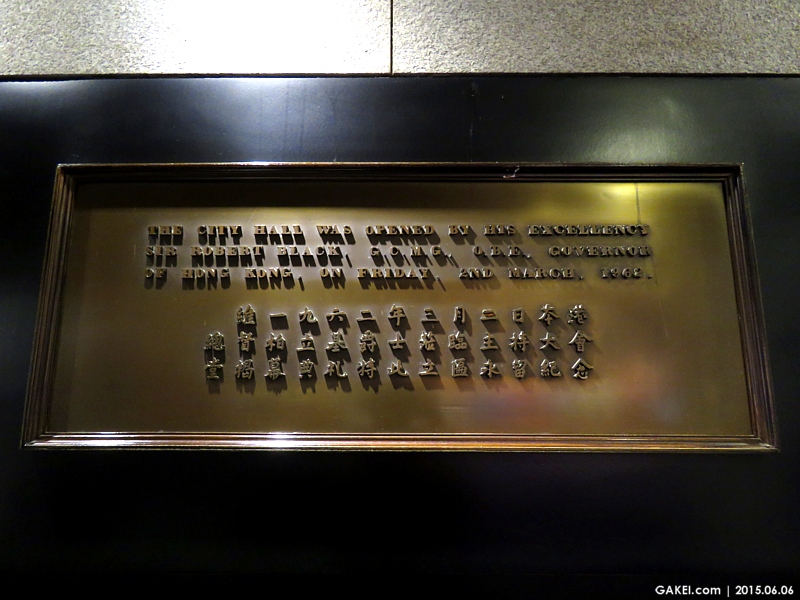 THE CITY HALL WAS OPENED BY HIS EXCELLENCY
SIR ROBERT BLACK, G.C.M.G., O.B.E., GOVERNOR
OF HONG KONG, ON FRIDAY, 2ND MARCH, 1962.
維一九六二年三月二日本港
總督柏立基爵士蒞臨主持大會
堂揭幕典礼特此立匾永留紀念
GAKEI.com | 2015.06.06